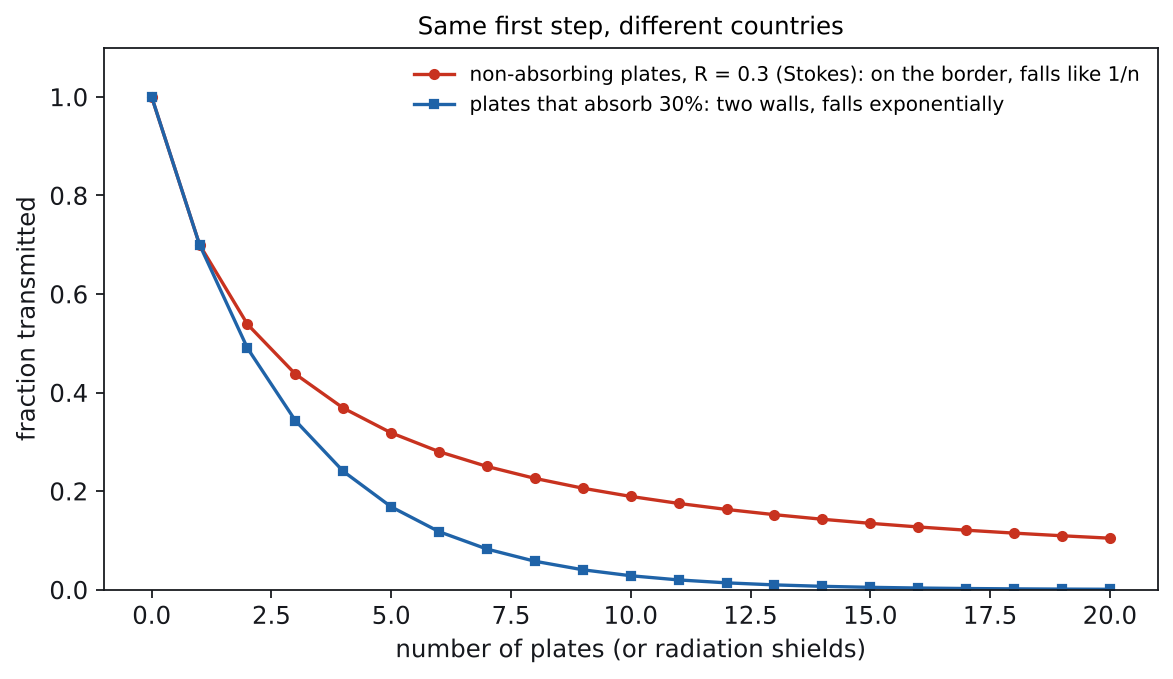 Same first step, different countries
non-absorbing plates, R = 0.3 (Stokes): on the border, falls like 1/n
plates that absorb 30%: two walls, falls exponentially
fraction transmitted
1.0
0.8
0.6
0.4
0.2
0.0
0.0 2.5 5.0 7.5 10.0 12.5 15.0 17.5 20.0
number of plates (or radiation shields)